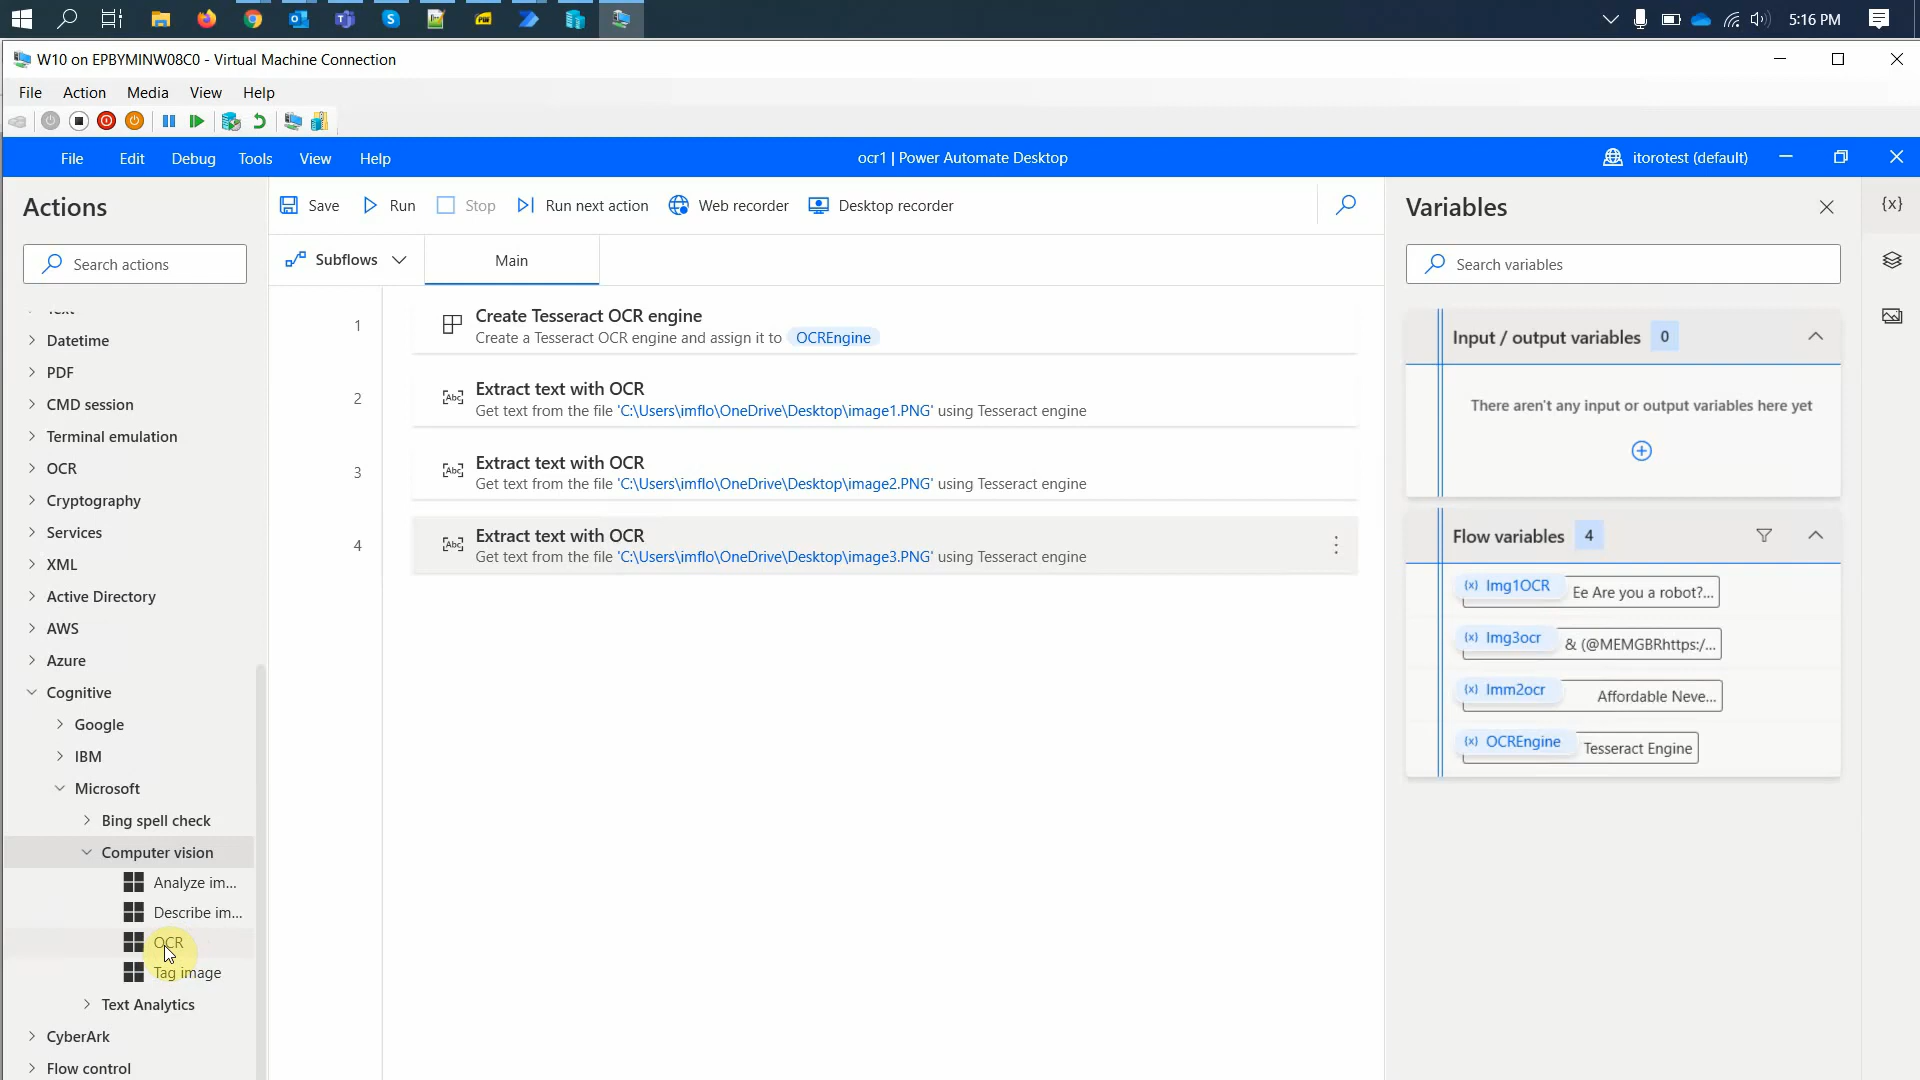 5:16 PM
W10 on EPBYMINW08C0 - Virtual Machine Connection
File Action Media View Help
File Edit Debug Tools View Help
ocr1 | Power Automate Desktop
itorotest (default)
Actions
Search actions
Datetime
PDF
CMD session
Terminal emulation
OCR
Cryptography
Services
XML
Active Directory
AWS
Azure
Cognitive
Google
IBM
Microsoft
Bing spell check
Computer vision
Analyze im...
Describe im...
OCR
Tag image
Text Analytics
CyberArk
Flow control
Save Run Stop Run next action Web recorder Desktop recorder
Subflows Main
1 Create Tesseract OCR engine
Create a Tesseract OCR engine and assign it to OCREngine
2 Extract text with OCR
Get text from the file 'C:\Users\imflo\OneDrive\Desktop\image1.PNG' using Tesseract engine
3 Extract text with OCR
Get text from the file 'C:\Users\imflo\OneDrive\Desktop\image2.PNG' using Tesseract engine
4 Extract text with OCR
Get text from the file 'C:\Users\imflo\OneDrive\Desktop\image3.PNG' using Tesseract engine
Variables
{x}
Search variables
Input / output variables 0
There aren't any input or output variables here yet
Flow variables 4
(x) Img1OCR Ee Are you a robot?...
(x) Img3ocr & (@MEMGBRhttps:/...
(x) Imm2ocr Affordable Neve...
(x) OCREngine Tesseract Engine